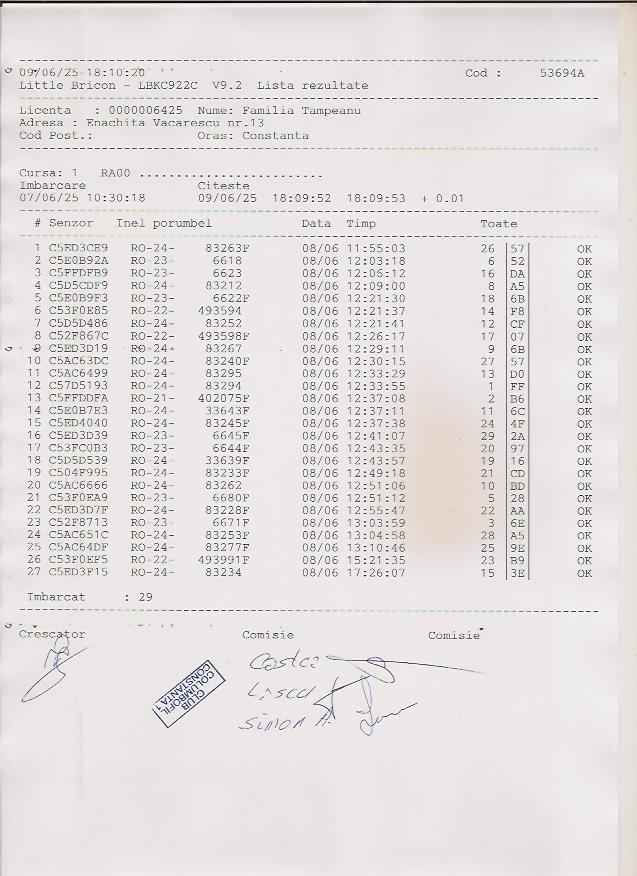 09/06/25-18:10:20 Cod : 53694A
Little Bricon - LBKC922C V9.2 Lista rezultate
Licenta : 0000006425 Nume: Familia Tampeanu
Adresa : Enachita Vacarescu nr.13
Cod Post.: Oras: Constanta
Cursa: 1 RA00 .........................
Imbarcare Citeste
07/06/25 10:30:18 09/06/25 18:09:52 18:09:53 + 0.01
# Senzor Inel porumbel Data Timp Toate
1 C5ED3CE9 RO-24- 83263F 08/06 11:55:03 26 57 OK
2 C5E0B92A RO-23- 6618 08/06 12:03:18 6 52 OK
3 C5FFDFB9 RO-23- 6623 08/06 12:06:12 16 DA OK
4 C5D5CDF9 RO-24- 83212 08/06 12:09:00 8 A5 OK
5 C5E0B9F3 RO-23- 6622F 08/06 12:21:30 18 6B OK
6 C53F0E85 RO-22- 493594 08/06 12:21:37 14 F8 OK
7 C5D5D486 RO-24- 83252 08/06 12:21:41 12 CF OK
8 C52F867C RO-22- 493598F 08/06 12:26:17 17 07 OK
9 C5ED3D19 RO-24- 83267 08/06 12:29:11 9 6B OK
10 C5AC63DC RO-24- 83240F 08/06 12:30:15 27 57 OK
11 C5AC6499 RO-24- 83295 08/06 12:33:29 13 D0 OK
12 C57D5193 RO-24- 83294 08/06 12:33:55 1 FF OK
13 C5FFDDFA RO-21- 402075F 08/06 12:37:08 2 B6 OK
14 C5E0B7E3 RO-24- 33643F 08/06 12:37:11 11 6C OK
15 C5ED4040 RO-24- 83245F 08/06 12:37:38 24 4F OK
16 C5ED3D39 RO-23- 6645F 08/06 12:41:07 29 2A OK
17 C53FC0B3 RO-23- 6644F 08/06 12:43:35 20 97 OK
18 C5D5D539 RO-24- 33639F 08/06 12:43:57 19 16 OK
19 C504F995 RO-24- 83233F 08/06 12:49:18 21 CD OK
20 C5AC6666 RO-24- 83262 08/06 12:51:06 10 BD OK
21 C53F0EA9 RO-23- 6680F 08/06 12:51:12 5 28 OK
22 C5ED3D7F RO-24- 83228F 08/06 12:55:47 22 AA OK
23 C52F8713 RO-23- 6671F 08/06 13:03:59 3 6E OK
24 C5AC651C RO-24- 83253F 08/06 13:04:58 28 A5 OK
25 C5AC64DF RO-24- 83277F 08/06 13:10:46 25 9E OK
26 C53F0EF5 RO-22- 493991F 08/06 15:21:35 23 B9 OK
27 C5ED3F15 RO-24- 83234 08/06 17:26:07 15 3E OK
Imbarcat : 29
Crescator Comisie Comisie
CLUB
COLUMBOFIL
CONSTANTA 1
Simon A.